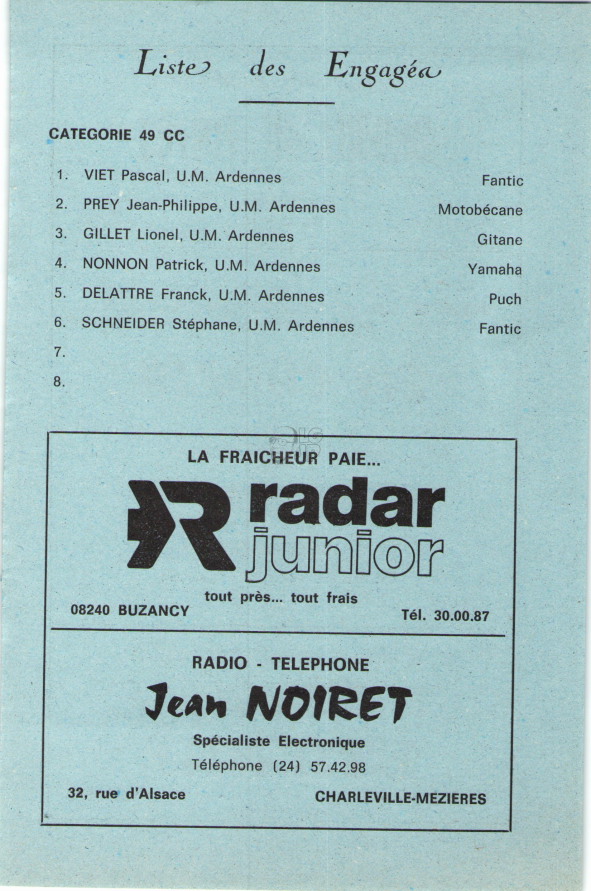 Liste des Engagés
CATEGORIE 49 CC
1. VIET Pascal, U.M. Ardennes Fantic
2. PREY Jean-Philippe, U.M. Ardennes Motobécane
3. GILLET Lionel, U.M. Ardennes Gitane
4. NONNON Patrick, U.M. Ardennes Yamaha
5. DELATTRE Franck, U.M. Ardennes Puch
6. SCHNEIDER Stéphane, U.M. Ardennes Fantic
7.
8.
LA FRAICHEUR PAIE...
radar
junior
tout près... tout frais
08240 BUZANCY Tél. 30.00.87
RADIO - TELEPHONE
Jean NOIRET
Spécialiste Electronique
Téléphone (24) 57.42.98
32, rue d'Alsace CHARLEVILLE-MEZIERES